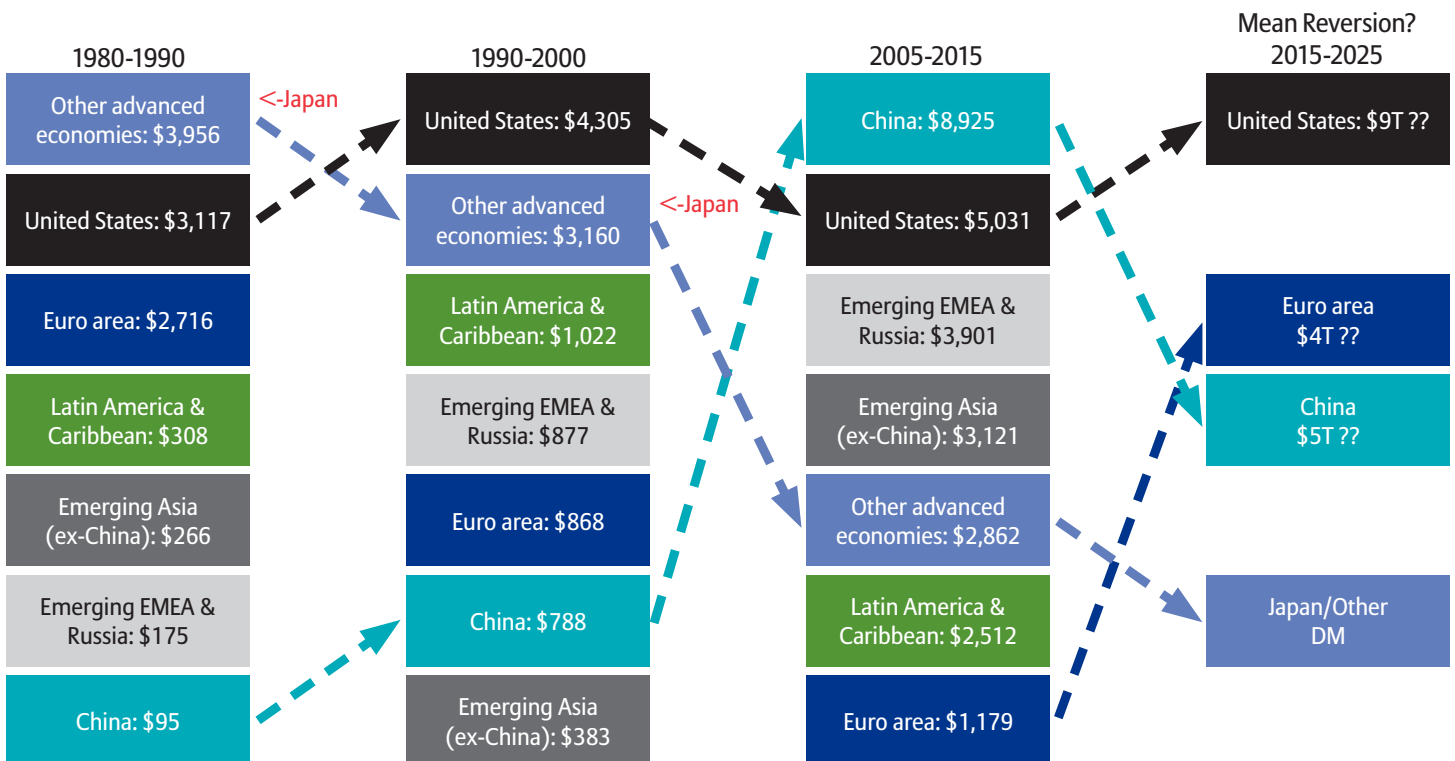 1980-1990
Other advanced
economies: $3,956
<-Japan
United States: $3,117
Euro area: $2,716
Latin America &
Caribbean: $308
Emerging Asia
(ex-China): $266
Emerging EMEA &
Russia: $175
China: $95
1990-2000
United States: $4,305
Other advanced
economies: $3,160
<-Japan
Latin America &
Caribbean: $1,022
Emerging EMEA &
Russia: $877
Euro area: $868
China: $788
Emerging Asia
(ex-China): $383
2005-2015
China: $8,925
United States: $5,031
Emerging EMEA &
Russia: $3,901
Emerging Asia
(ex-China): $3,121
Other advanced
economies: $2,862
Latin America &
Caribbean: $2,512
Euro area: $1,179
Mean Reversion?
2015-2025
United States: $9T ??
Euro area
$4T ??
China
$5T ??
Japan/Other
DM